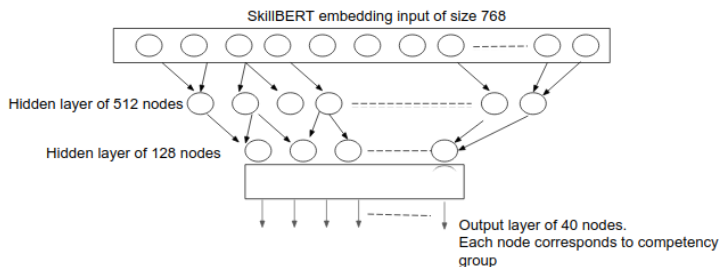 SkillBERT embedding input of size 768
Hidden layer of 512 nodes
Hidden layer of 128 nodes
Output layer of 40 nodes.
Each node corresponds to competency
group